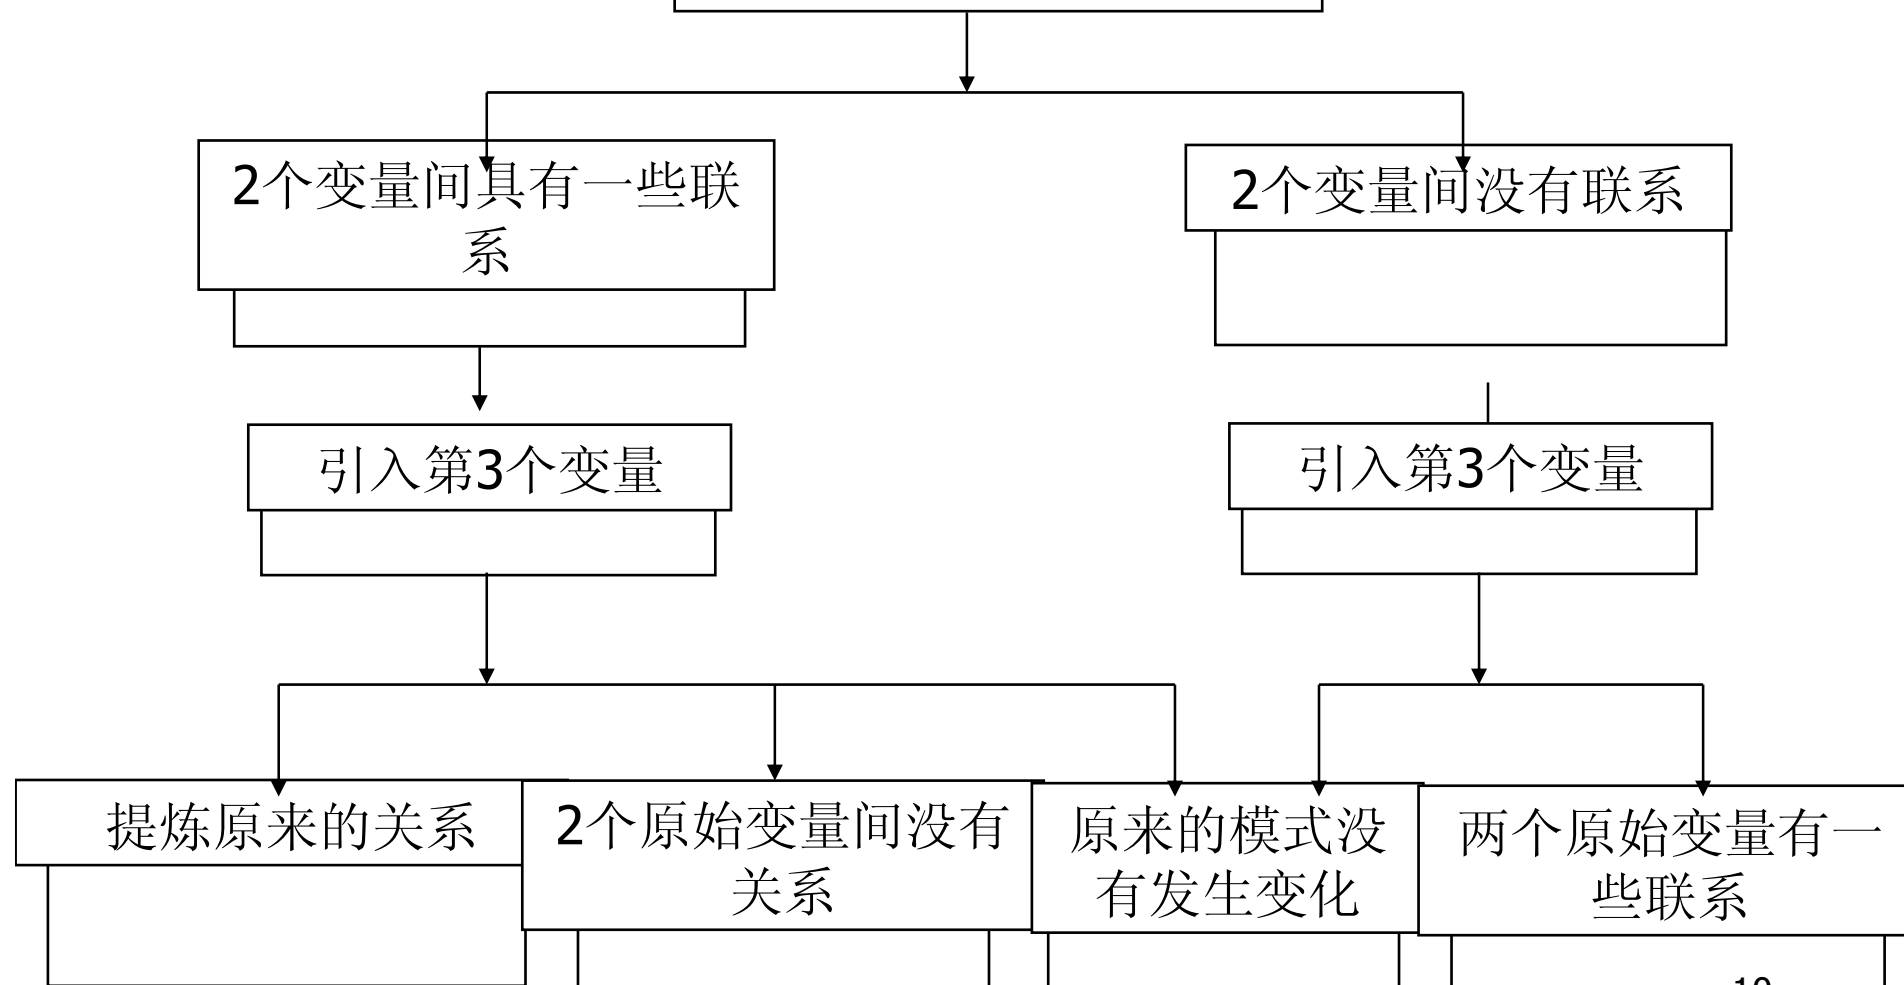 2个变量间具有一些联
系
2个变量间没有联系
引入第3个变量
引入第3个变量
提炼原来的关系
2个原始变量间没有
关系
原来的模式没
有发生变化
两个原始变量有一
些联系